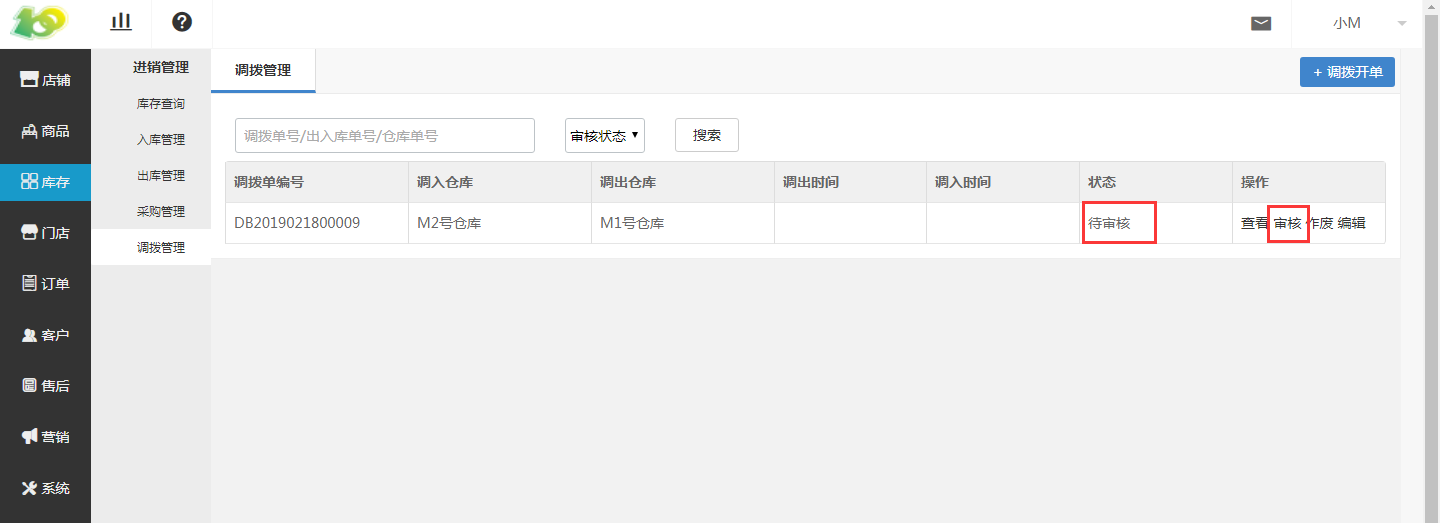 小M
店铺
商品
库存
门店
订单
客户
售后
营销
系统
进销管理
库存查询
入库管理
出库管理
采购管理
调拨管理
调拨管理
+ 调拨开单
调拨单号/出入库单号/仓库单号
审核状态
搜索
调拨单编号 调入仓库 调出仓库 调出时间 调入时间 状态 操作
DB2019021800009 M2号仓库 M1号仓库 待审核 查看 审核 作废 编辑